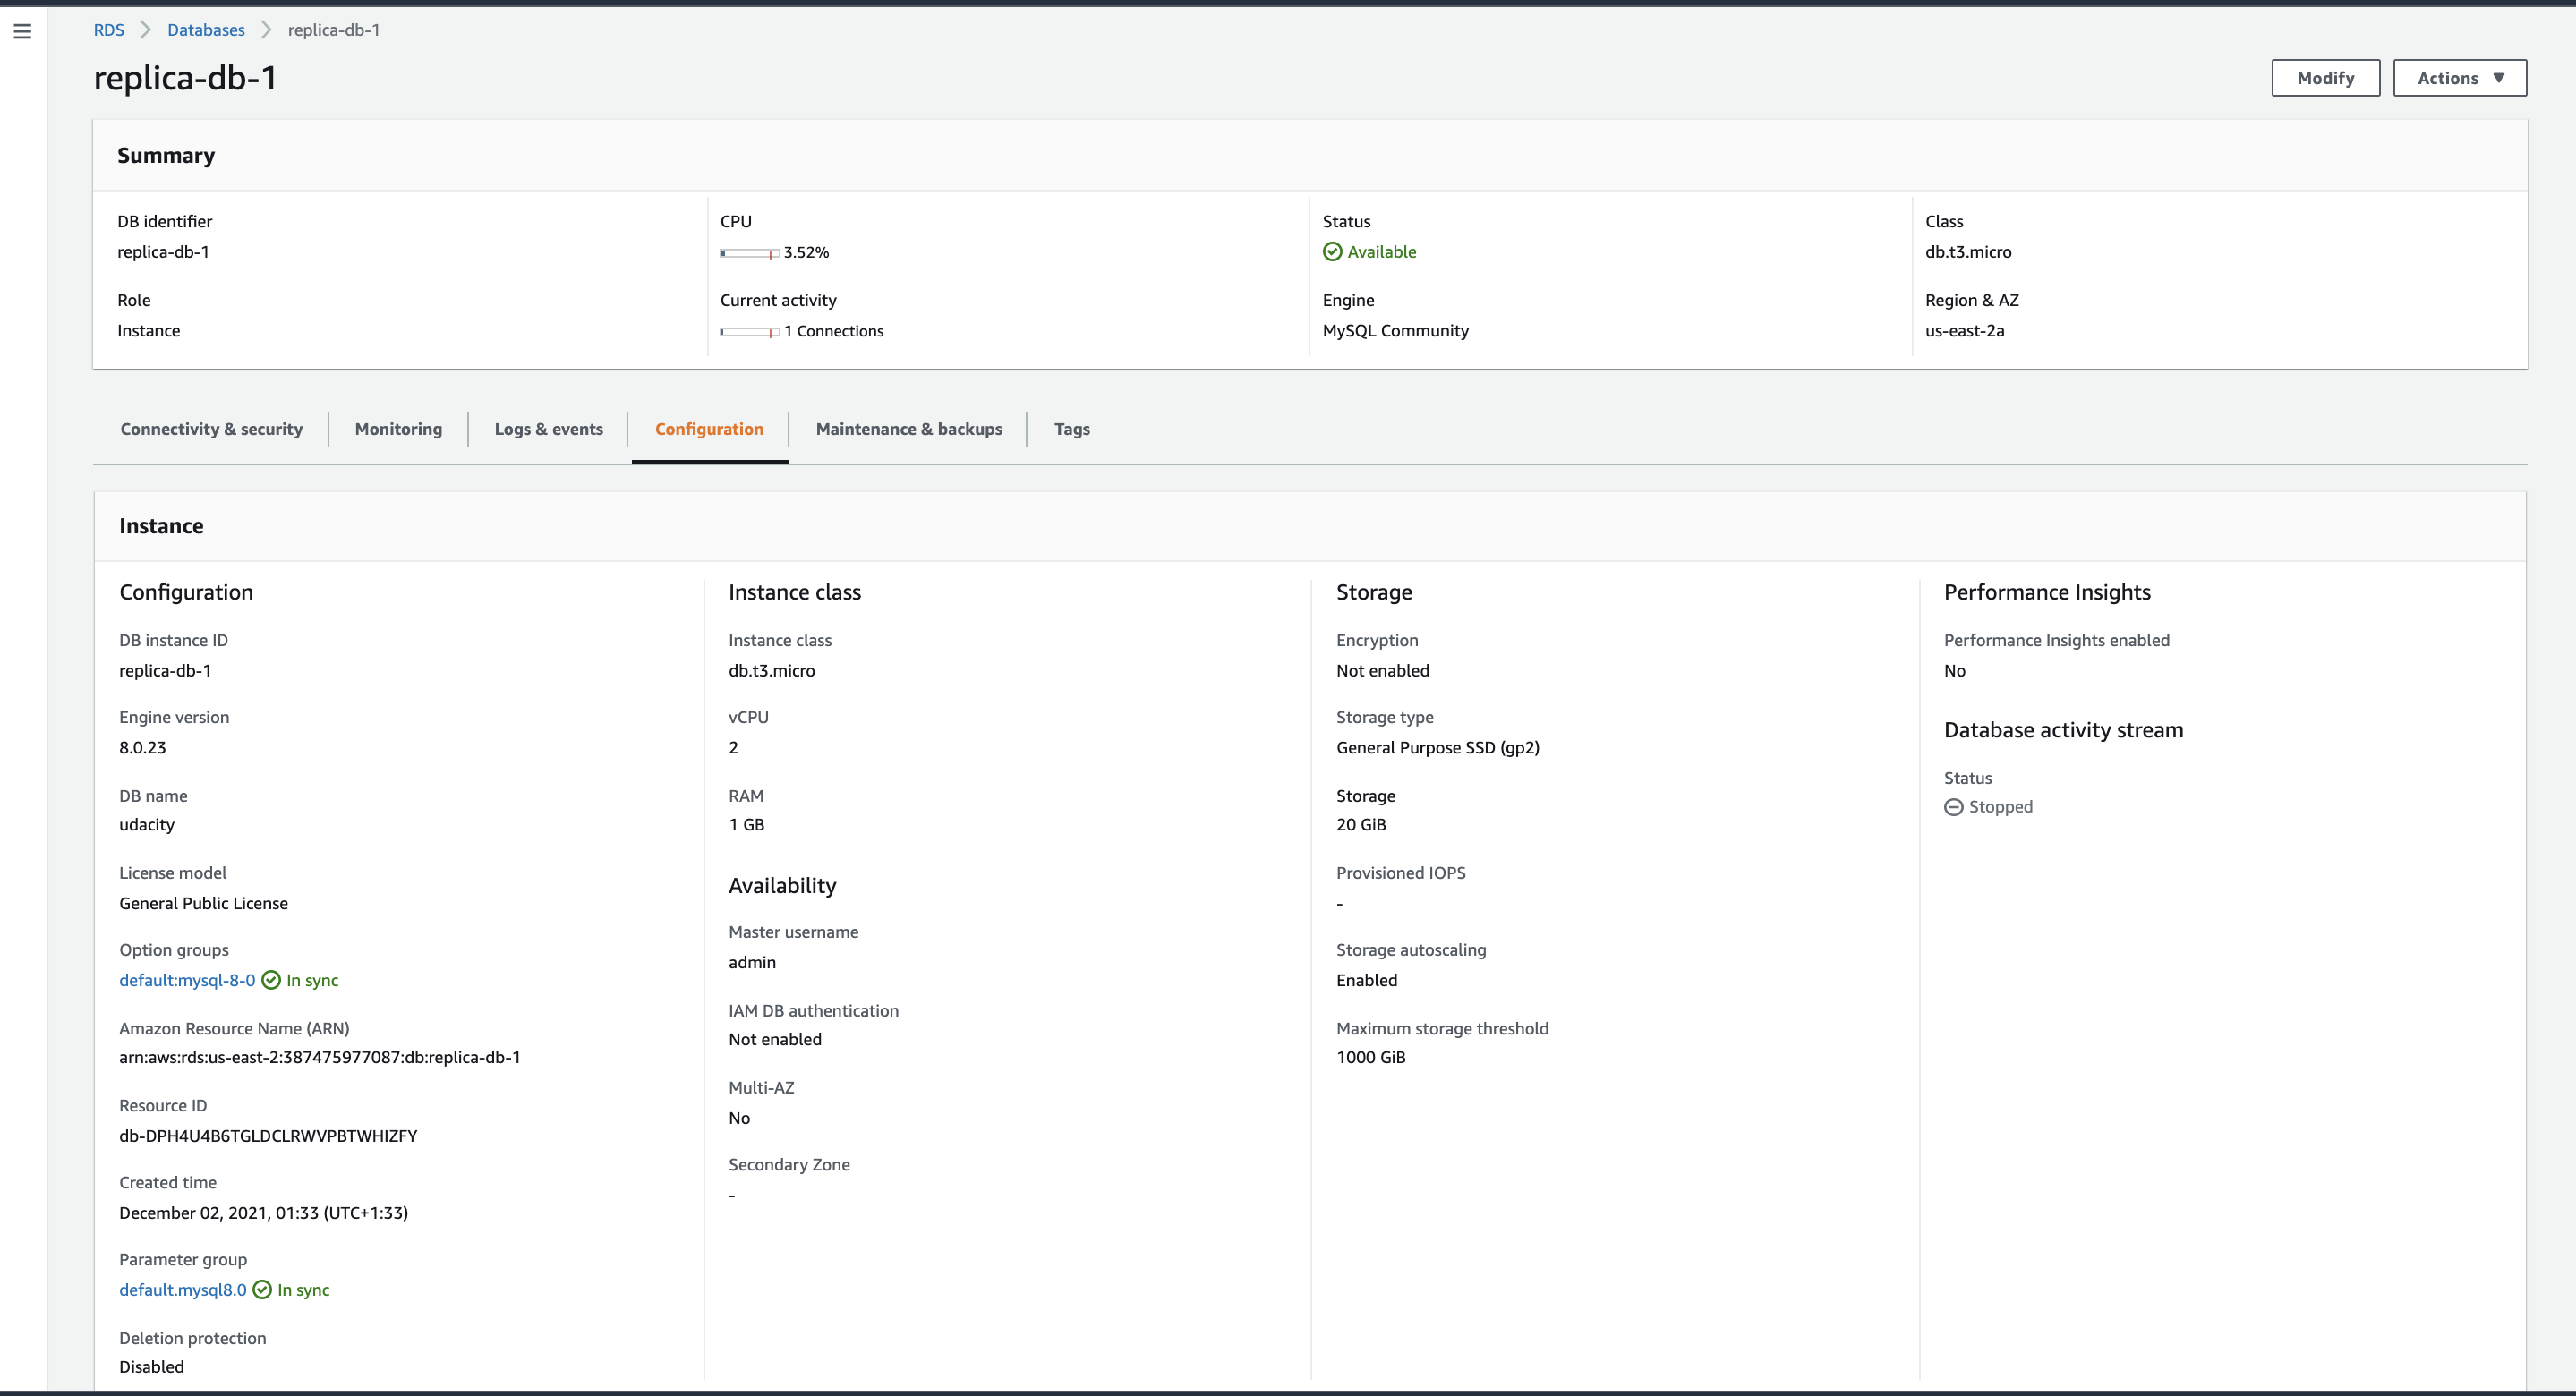 RDS > Databases > replica-db-1
replica-db-1
Modify
Actions
Summary
DB identifier
replica-db-1
CPU
3.52%
Status
Available
Class
db.t3.micro
Role
Instance
Current activity
1 Connections
Engine
MySQL Community
Region & AZ
us-east-2a
Connectivity & security
Monitoring
Logs & events
Configuration
Maintenance & backups
Tags
Instance
Configuration
DB instance ID
replica-db-1
Engine version
8.0.23
DB name
udacity
License model
General Public License
Option groups
default:mysql-8-0 In sync
Amazon Resource Name (ARN)
arn:aws:rds:us-east-2:387475977087:db:replica-db-1
Resource ID
db-DPH4U4B6TGLDCLRWVPBTWHIZFY
Created time
December 02, 2021, 01:33 (UTC+1:33)
Parameter group
default.mysql8.0 In sync
Deletion protection
Disabled
Instance class
Instance class
db.t3.micro
vCPU
2
RAM
1 GB
Availability
Master username
admin
IAM DB authentication
Not enabled
Multi-AZ
No
Secondary Zone
-
Storage
Encryption
Not enabled
Storage type
General Purpose SSD (gp2)
Storage
20 GiB
Provisioned IOPS
-
Storage autoscaling
Enabled
Maximum storage threshold
1000 GiB
Performance Insights
Performance Insights enabled
No
Database activity stream
Status
Stopped